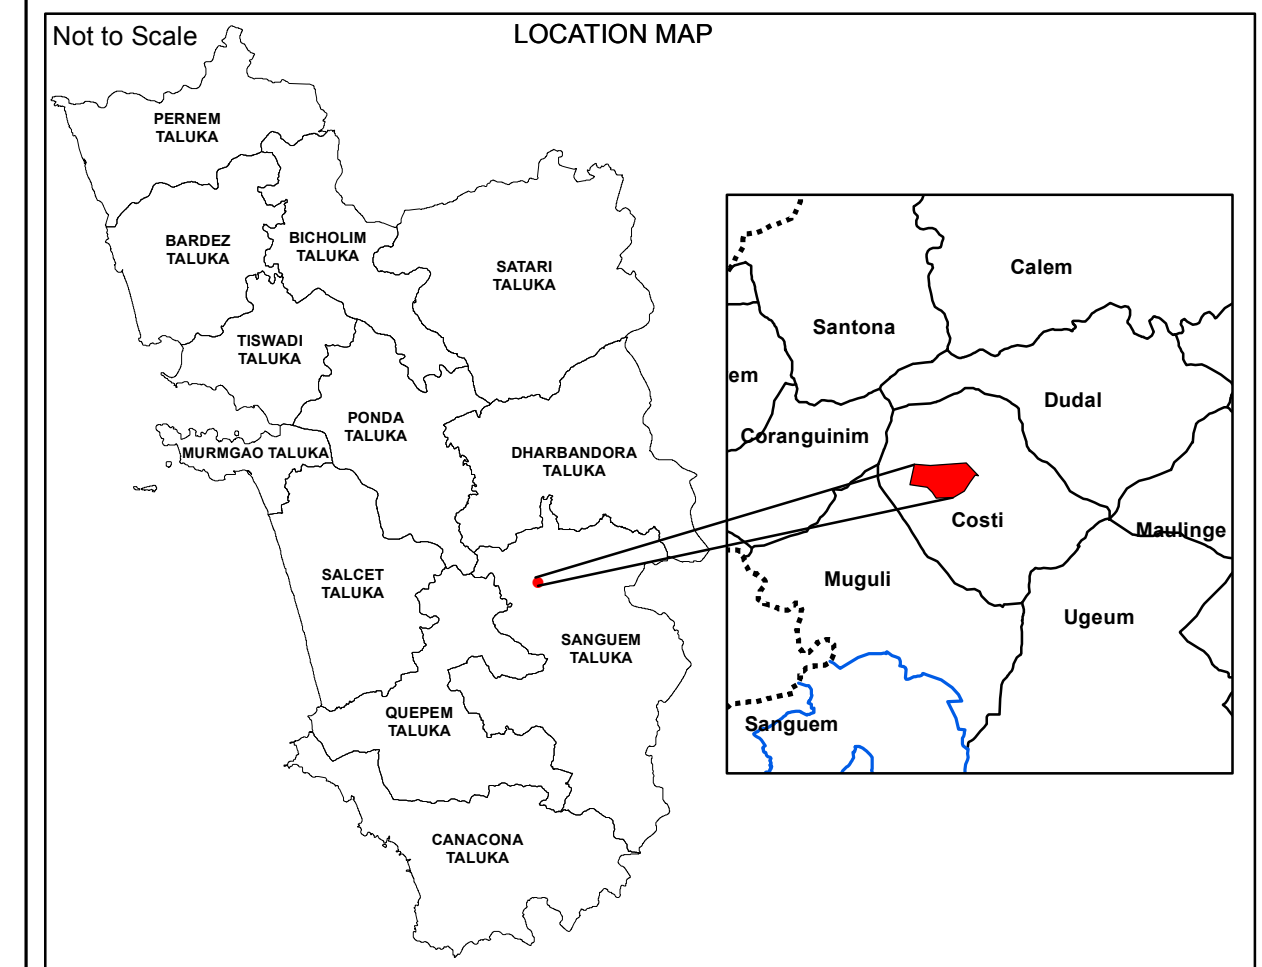 Not to Scale
LOCATION MAP
PERNEM
TALUKA
BARDEZ
TALUKA
BICHOLIM
TALUKA
SATARI
TALUKA
TISWADI
TALUKA
PONDA
TALUKA
MURMGAO TALUKA
DHARBANDORA
TALUKA
SALCET
TALUKA
SANGUEM
TALUKA
QUEPEM
TALUKA
CANACONA
TALUKA
Calem
Santona
em
Dudal
Coranguinim
Costi
Maulinge
Muguli
Ugeum
Sanguem